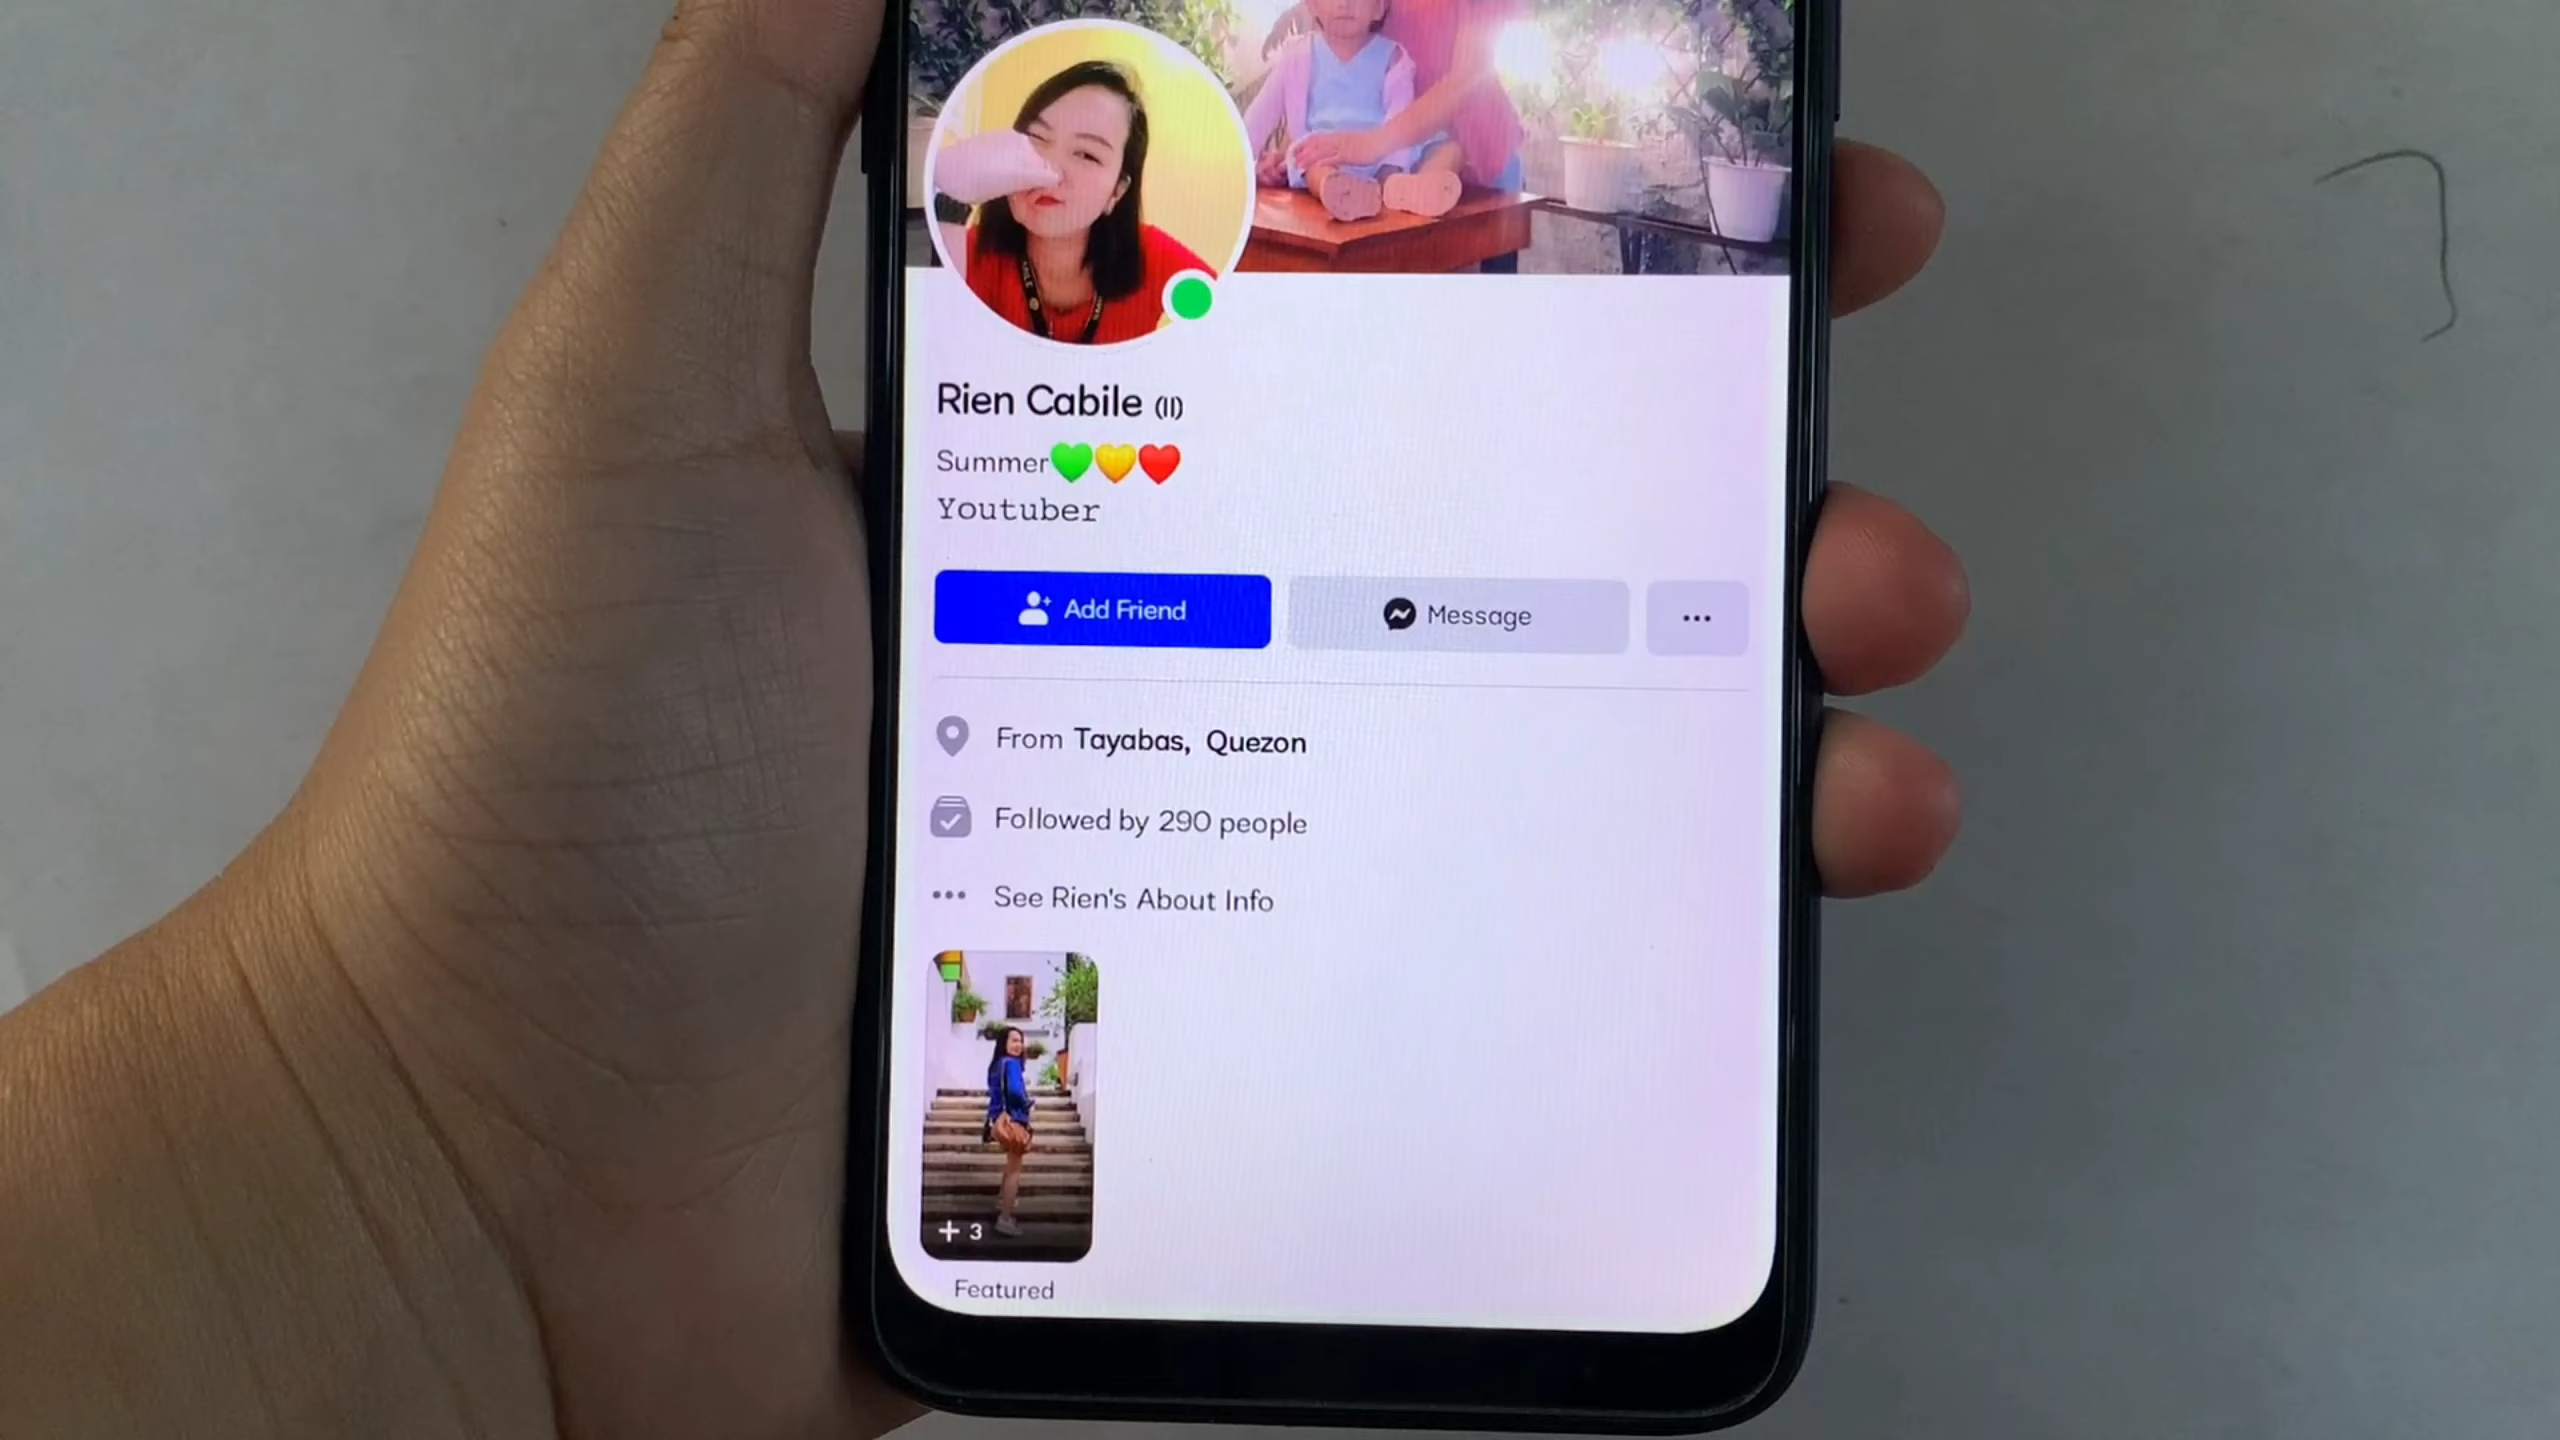 Rien Cabile (II)
Summer💚💛❤️
Youtuber
Add Friend
Message
From Tayabas, Quezon
Followed by 290 people
See Rien's About Info
+ 3
Featured